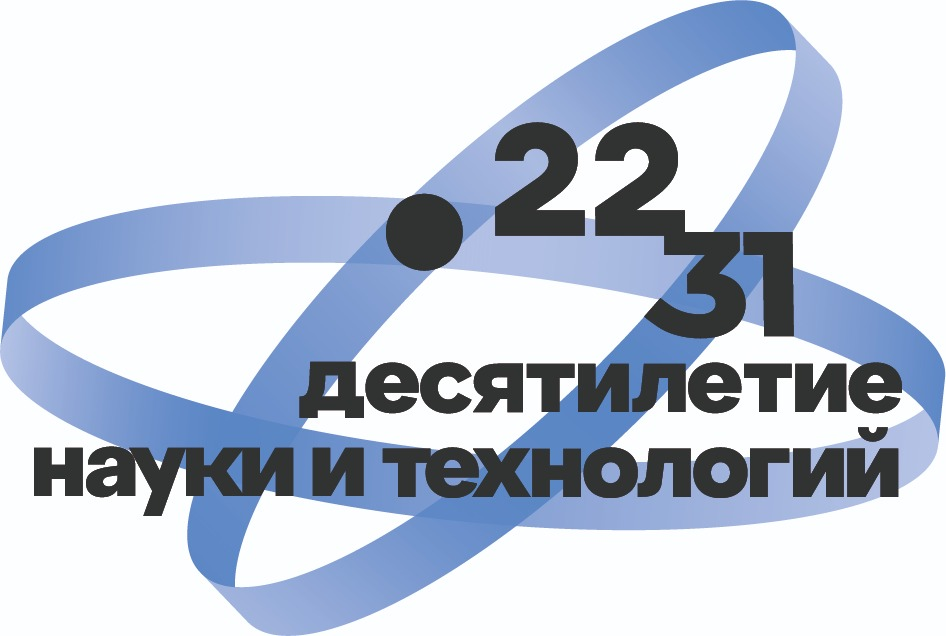 .22
31
десятилетие
науки и технологий